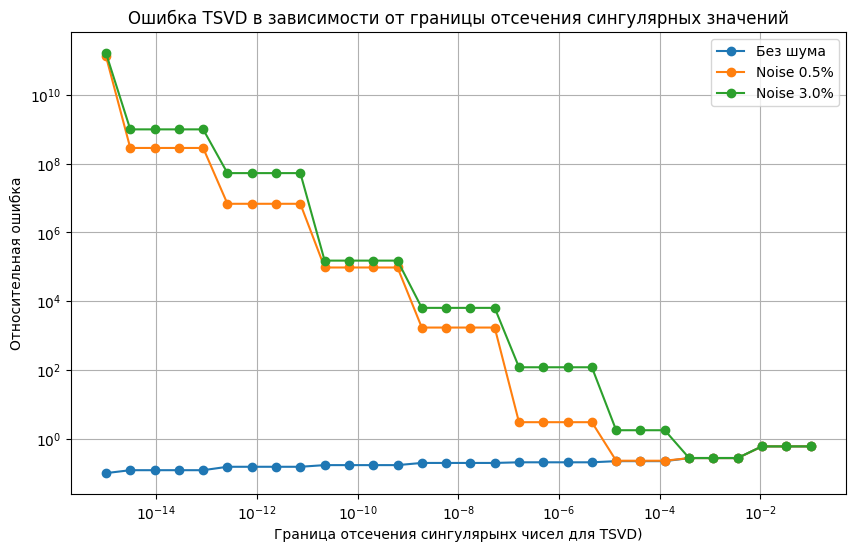 Ошибка TSVD в зависимости от границы отсечения сингулярных значений
Без шума
Noise 0.5%
Noise 3.0%
Относительная ошибка
10^10
10^8
10^6
10^4
10^2
10^0
10^-14
10^-12
10^-10
10^-8
10^-6
10^-4
10^-2
Граница отсечения сингулярынх чисел для TSVD)